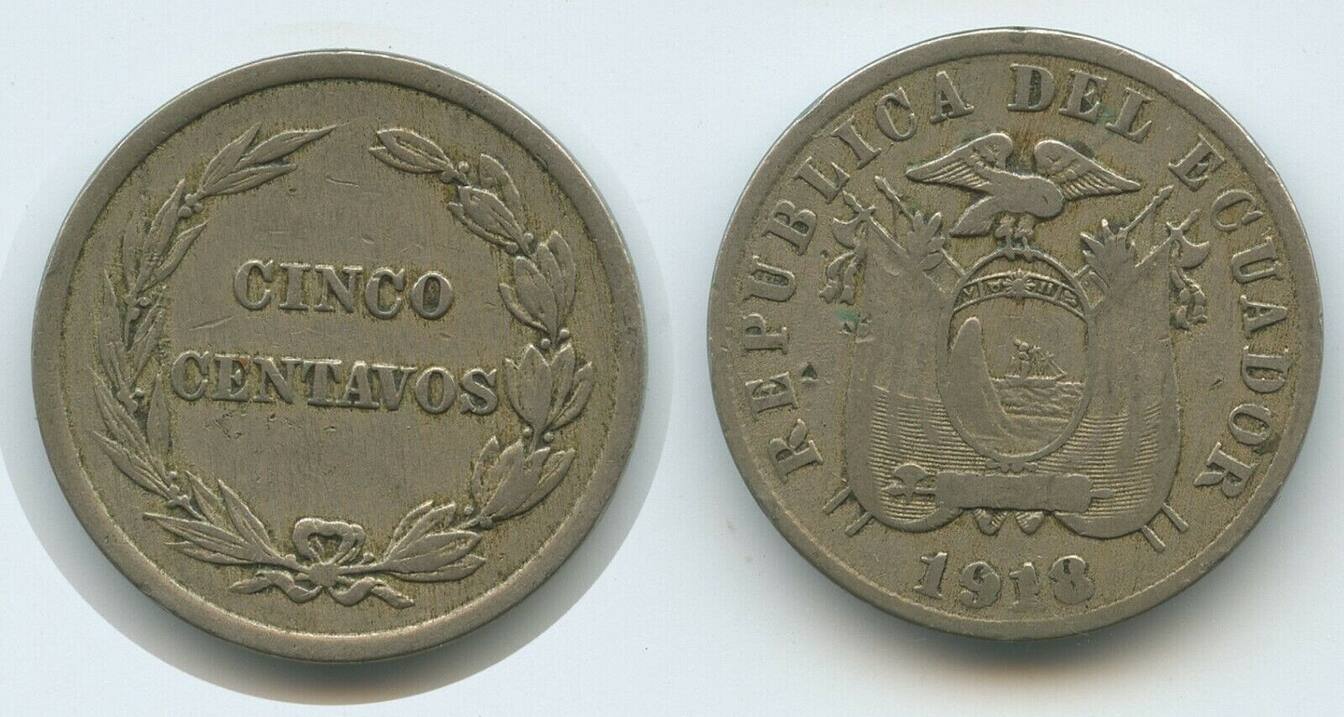 CINCO
CENTAVOS
REPUBLICA DEL ECUADOR
1918